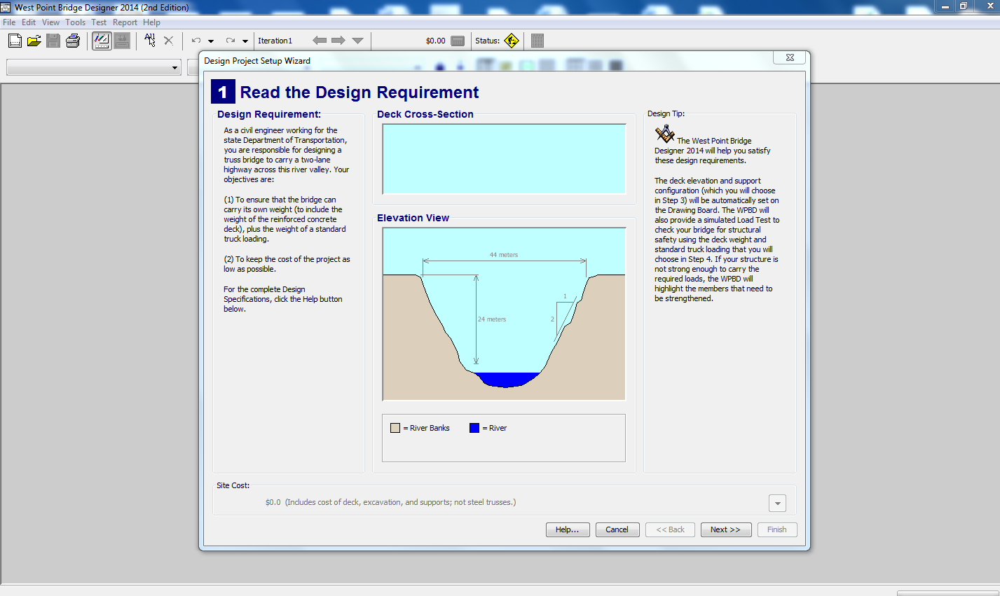 West Point Bridge Designer 2014 (2nd Edition)
File Edit View Tools Test Report Help
Iteration1
$0.00
Status:
Design Project Setup Wizard
1 Read the Design Requirement
Design Requirement:
As a civil engineer working for the
state Department of Transportation,
you are responsible for designing a
truss bridge to carry a two-lane
highway across this river valley. Your
objectives are:
(1) To ensure that the bridge can
carry its own weight (to include the
weight of the reinforced concrete
deck), plus the weight of a standard
truck loading.
(2) To keep the cost of the project as
low as possible.
For the complete Design
Specifications, click the Help button
below.
Deck Cross-Section
Elevation View
44 meters
24 meters
1
2
= River Banks
= River
Design Tip:
The West Point Bridge
Designer 2014 will help you satisfy
these design requirements.
The deck elevation and support
configuration (which you will choose
in Step 3) will be automatically set on
the Drawing Board. The WPBD will
also provide a simulated Load Test to
check your bridge for structural
safety using the deck weight and
standard truck loading that you will
choose in Step 4. If your structure is
not strong enough to carry the
required loads, the WPBD will
highlight the members that need to
be strengthened.
Site Cost:
$0.0 (Includes cost of deck, excavation, and supports; not steel trusses.)
Help...
Cancel
<< Back
Next >>
Finish